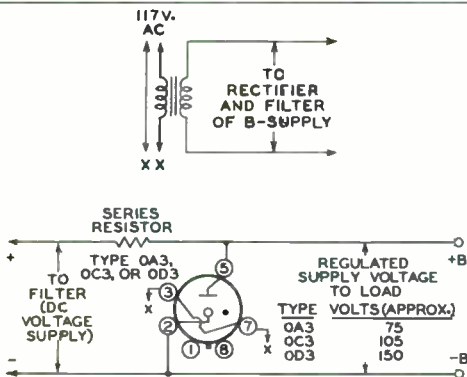 117V.
AC
TO
RECTIFIER
AND FILTER
OF B-SUPPLY
X X
SERIES
RESISTOR
+
TYPE 0A3,
0C3, OR 0D3
5
+B
TO
FILTER
(DC
VOLTAGE
SUPPLY)
3
X
2
7
X
1
8
REGULATED
SUPPLY VOLTAGE
TO LOAD
TYPE VOLTS (APPROX.)
0A3 75
0C3 105
0D3 150
-
-B